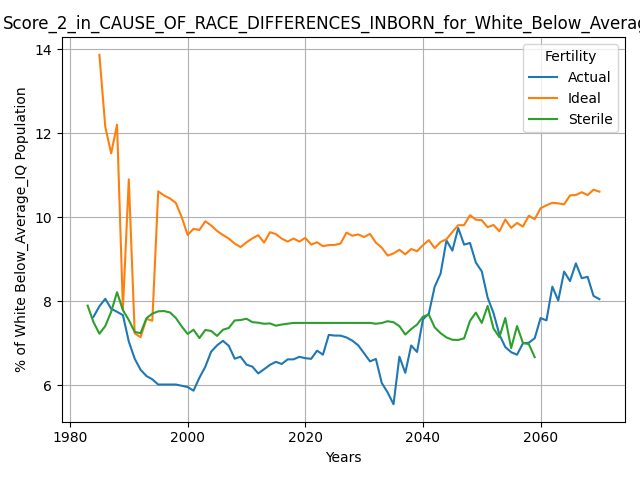 Score_2_in_CAUSE_OF_RACE_DIFFERENCES_INBORN_for_White_Below_Averag
14
12
10
8
6
% of White Below_Average_IQ Population
Fertility
Actual
Ideal
Sterile
1980
2000
2020
2040
2060
Years